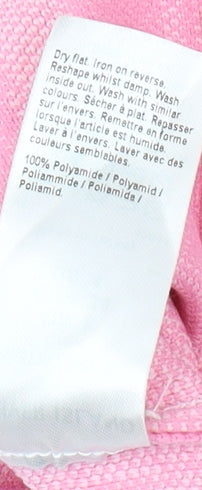 Dry flat. Iron on reverse.
Reshape whilst damp. Wash
inside out. Wash with similar
colours. Sécher à plat. Repasser
sur l'envers. Remettre en forme
lorsque l'article est humide.
Laver à l'envers. Laver avec des
couleurs semblables.
100% Polyamide / Polyamid /
Poliammide / Poliamida /
Poliamid.